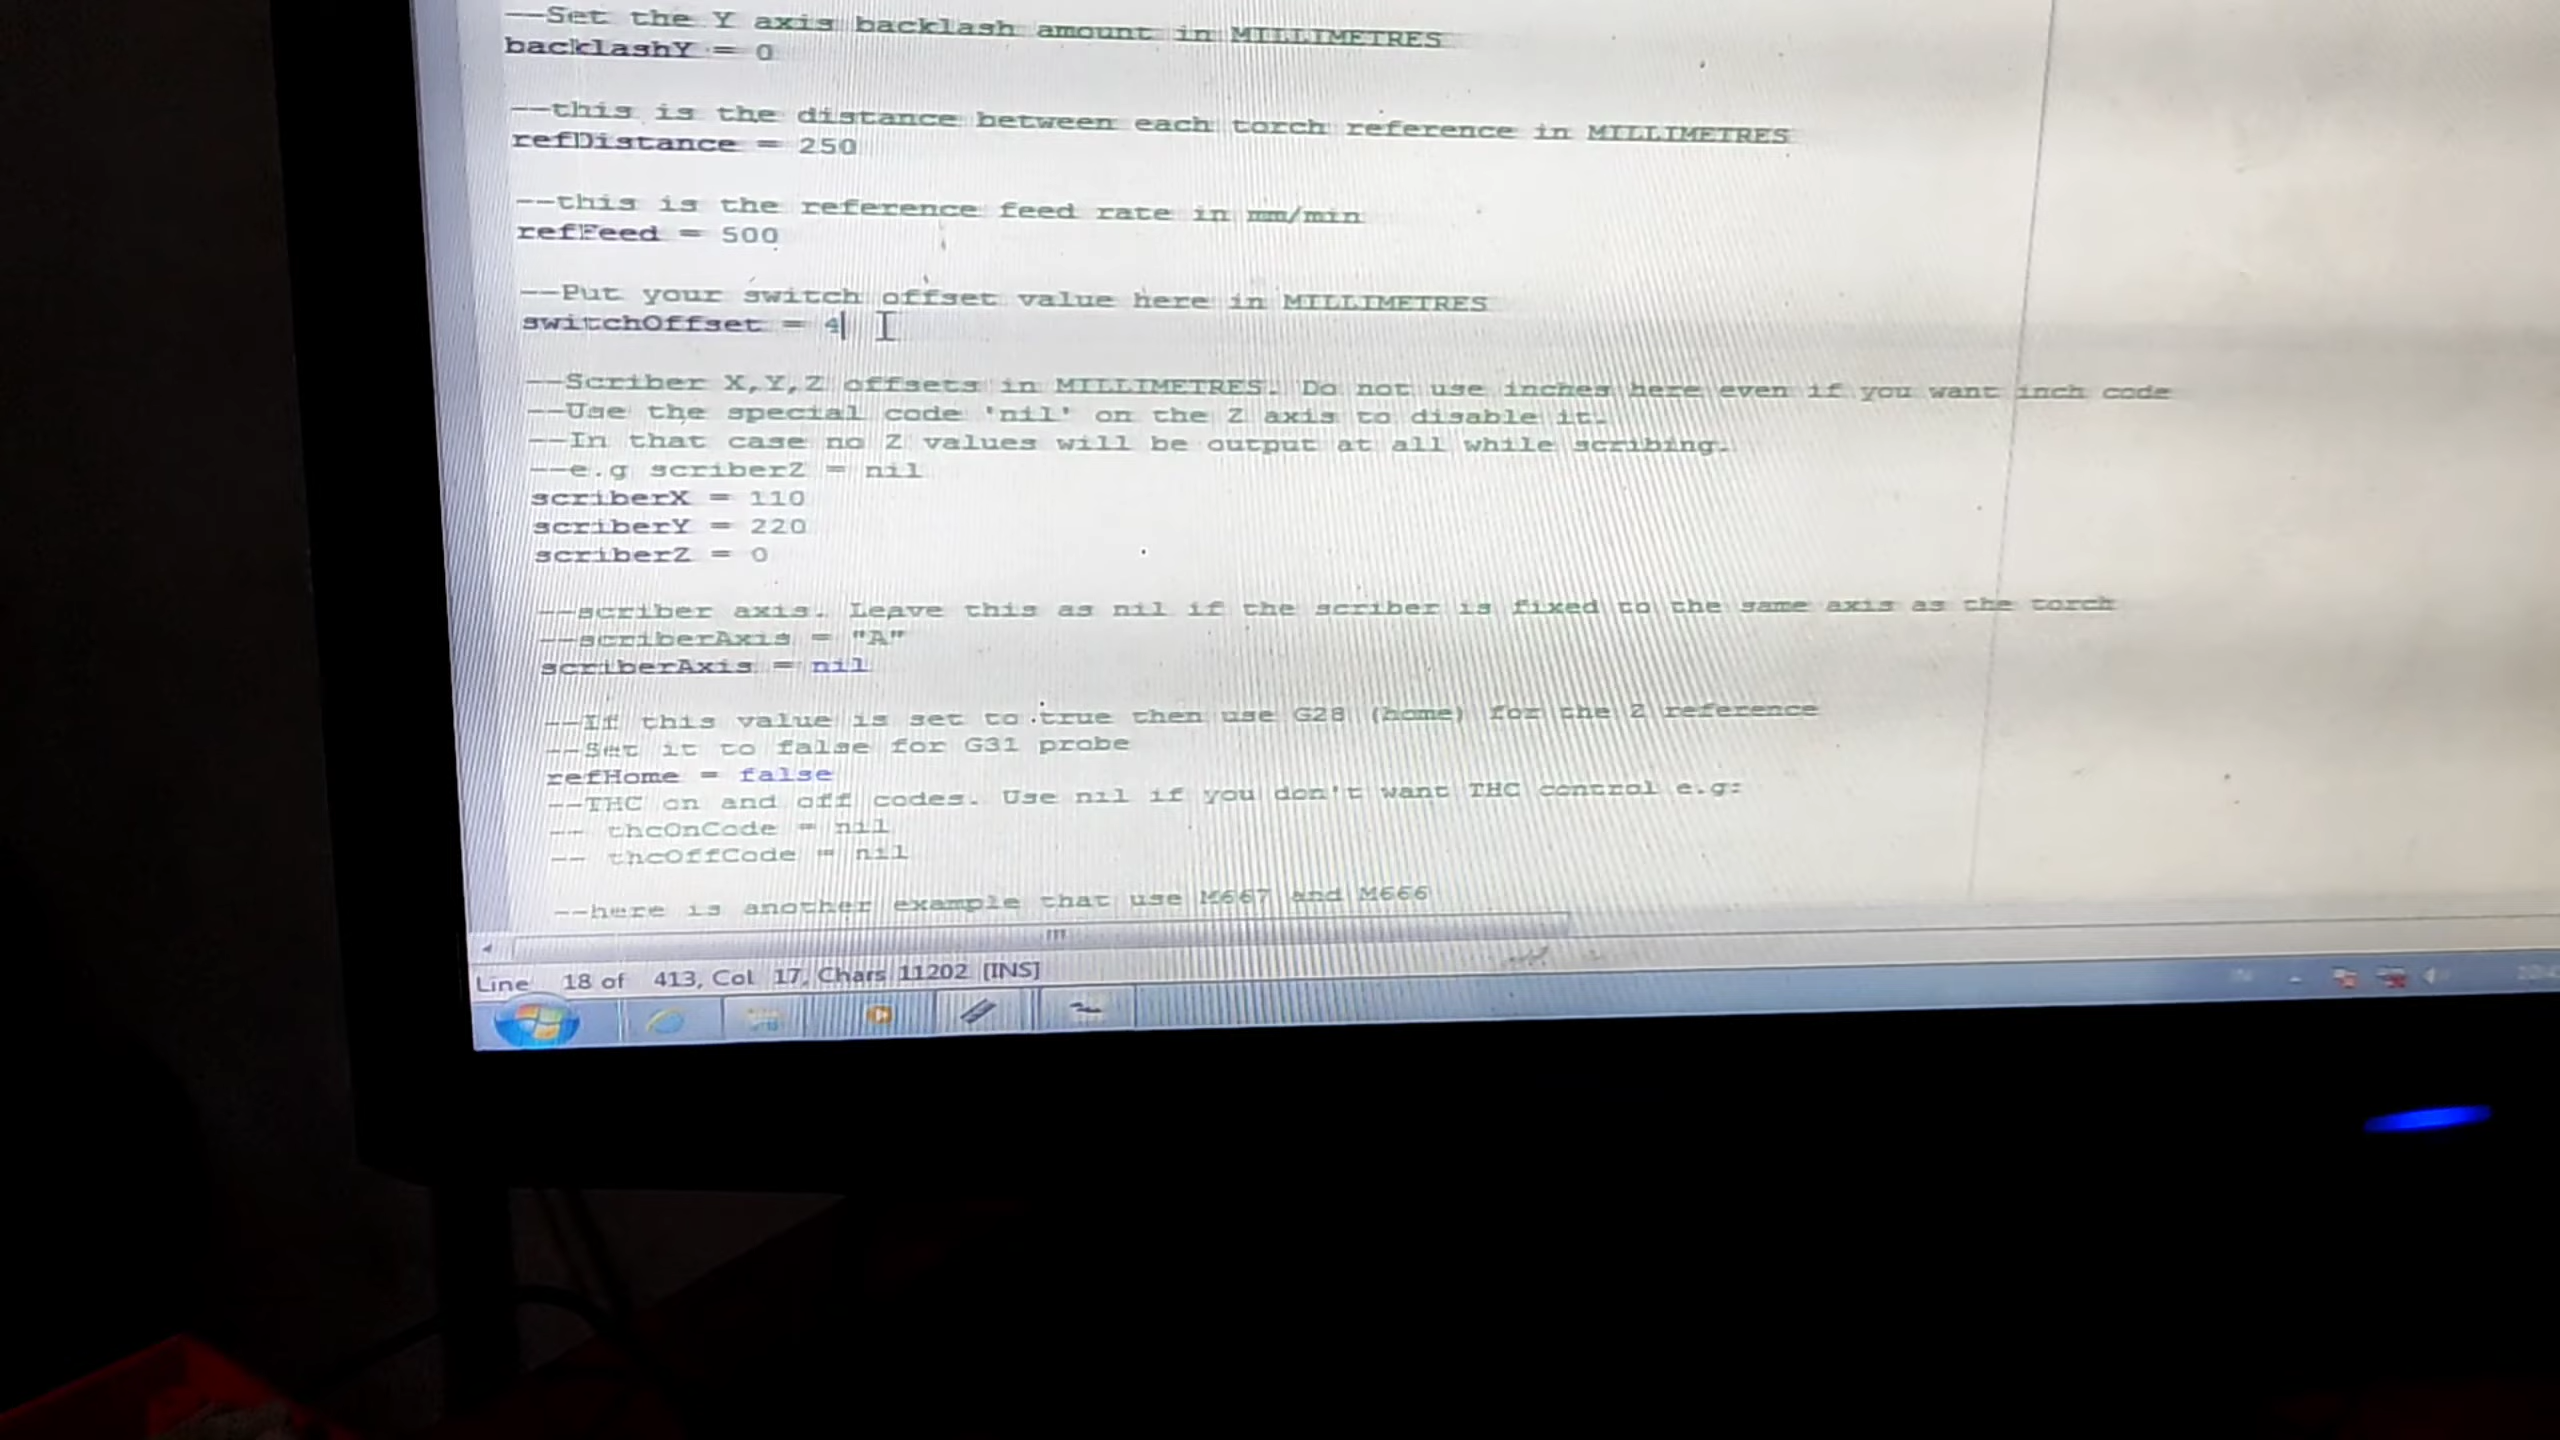 --Set the Y axis backlash amount in MILLIMETRES
backlashY = 0
--this is the distance between each torch reference in MILLIMETRES
refDistance = 250
--this is the reference feed rate in mm/min
refFeed = 500
--Put your switch offset value here in MILLIMETRES
switchOffset = 4
--Scriber X,Y,Z offsets in MILLIMETRES. Do not use inches here even if you want inch code
--Use the special code 'nil' on the Z axis to disable it.
--In that case no Z values will be output at all while scribing.
--e.g scriberZ = nil
scriberX = 110
scriberY = 220
scriberZ = 0
--scriber axis. Leave this as nil if the scriber is fixed to the same axis as the torch
--scriberAxis = "A"
scriberAxis = nil
--If this value is set to true then use G28 (home) for the Z reference
--Set it to false for G31 probe
refHome = false
--THC on and off codes. Use nil if you don't want THC control e.g:
-- thcOnCode = nil
-- thcOffCode = nil
--here is another example that use M667 and M666
Line 18 of 413, Col 17, Chars 11202 [INS]